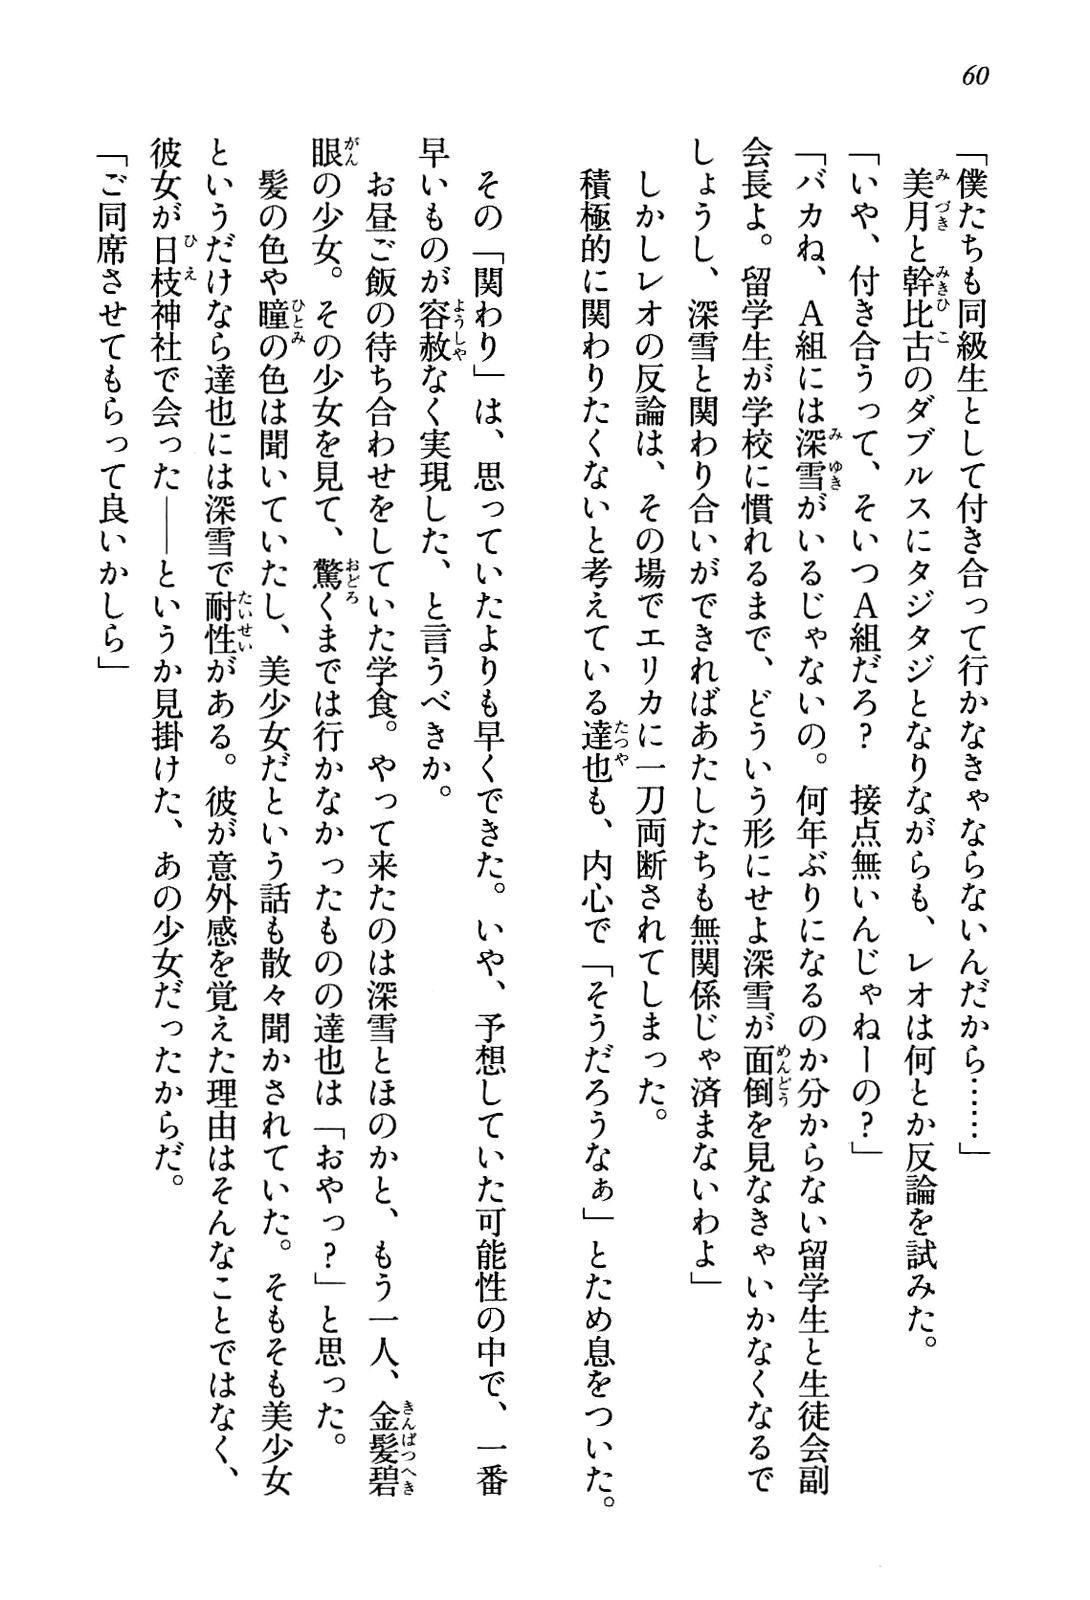 60
「僕たちも同級生として付き合って行かなきゃならないんだから……」
美月と幹比古のダブルスにタジタジとなりながらも、レオは何とか反論を試みた。
「いや、付き合うって、そいつA組だろ？　接点無いんじゃねーの？」
「バカね、A組には深雪がいるじゃないの。何年ぶりになるのか分からない留学生と生徒会副
会長よ。留学生が学校に慣れるまで、どういう形にせよ深雪が面倒を見なきゃいかなくなるで
しょうし、深雪と関わり合いができればあたしたちも無関係じゃ済まないわよ」
しかしレオの反論は、その場でエリカに一刀両断されてしまった。
積極的に関わりたくないと考えている達也も、内心で「そうだろうなぁ」とため息をついた。
その「関わり」は、思っていたよりも早くできた。いや、予想していた可能性の中で、一番
早いものが容赦なく実現した、と言うべきか。
お昼ご飯の待ち合わせをしていた学食。やって来たのは深雪とほのかと、もう一人、金髪碧
眼の少女。その少女を見て、驚くまでは行かなかったものの達也は「おやっ？」と思った。
髪の色や瞳の色は聞いていたし、美少女だという話も散々聞かされていた。そもそも美少女
というだけなら達也には深雪で耐性がある。彼が意外感を覚えた理由はそんなことではなく、
彼女が日枝神社で会った――というか見掛けた、あの少女だったからだ。
「ご同席させてもらって良いかしら」